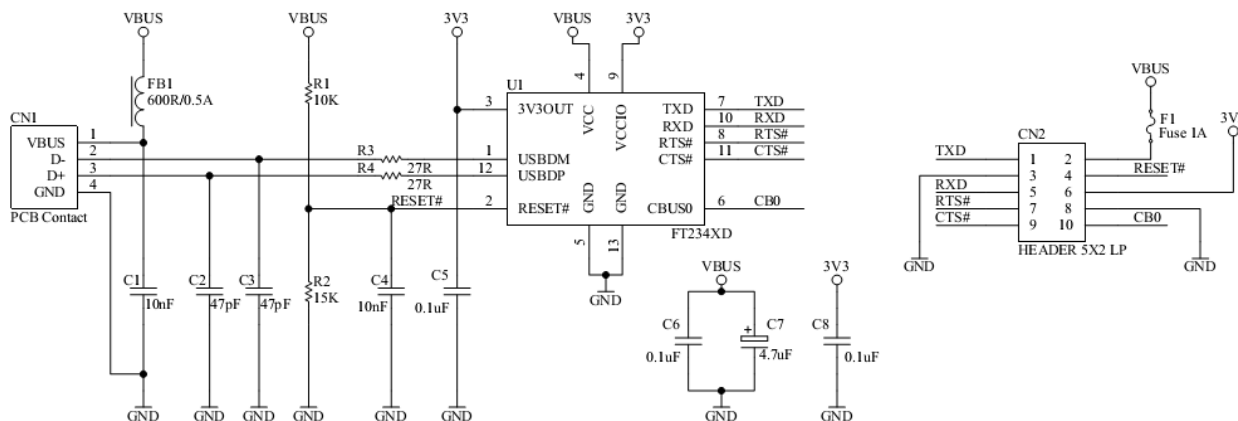 VBUS
VBUS
3V3
VBUS
3V3
FB1
600R/0.5A
R1
10K
U1
4
9
VBUS
CN1
VBUS
D-
D+
GND
1
2
3
4
PCB Contact
R3
27R
R4
27R
RESET#
3
1
12
2
3V3OUT
USBDM
USBDP
RESET#
VCC
VCCIO
GND
GND
TXD
RXD
RTS#
CTS#
CBUS0
7
10
8
11
6
TXD
RXD
RTS#
CTS#
CB0
FT234XD
5
13
GND
F1
Fuse 1A
CN2
TXD
RXD
RTS#
CTS#
1
3
5
7
9
2
4
6
8
10
RESET#
CB0
HEADER 5X2 LP
GND
GND
3V
C1
10nF
C2
47pF
C3
47pF
R2
15K
C4
10nF
C5
0.1uF
VBUS
3V3
C6
0.1uF
+
C7
4.7uF
C8
0.1uF
GND
GND
GND
GND
GND
GND
GND
GND